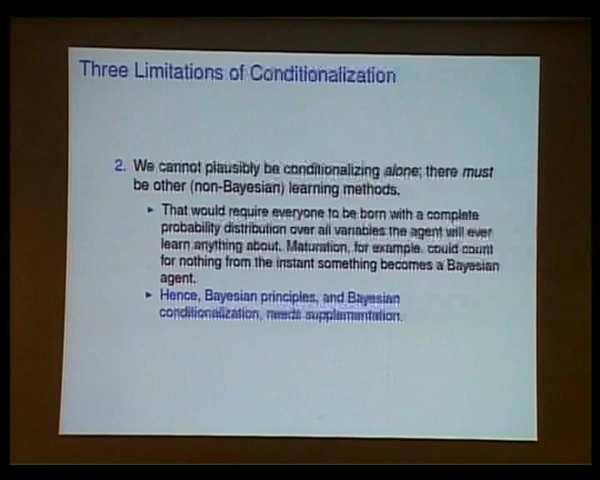 Three Limitations of Conditionalization
2. We cannot plausibly be conditionalizing alone; there must
be other (non-Bayesian) learning methods.
▸ That would require everyone to be born with a complete
probability distribution over all variables the agent will ever
learn anything about. Maturation, for example, could count
for nothing from the instant something becomes a Bayesian
agent.
▸ Hence, Bayesian principles, and Bayesian
conditionalization, needs supplementation.